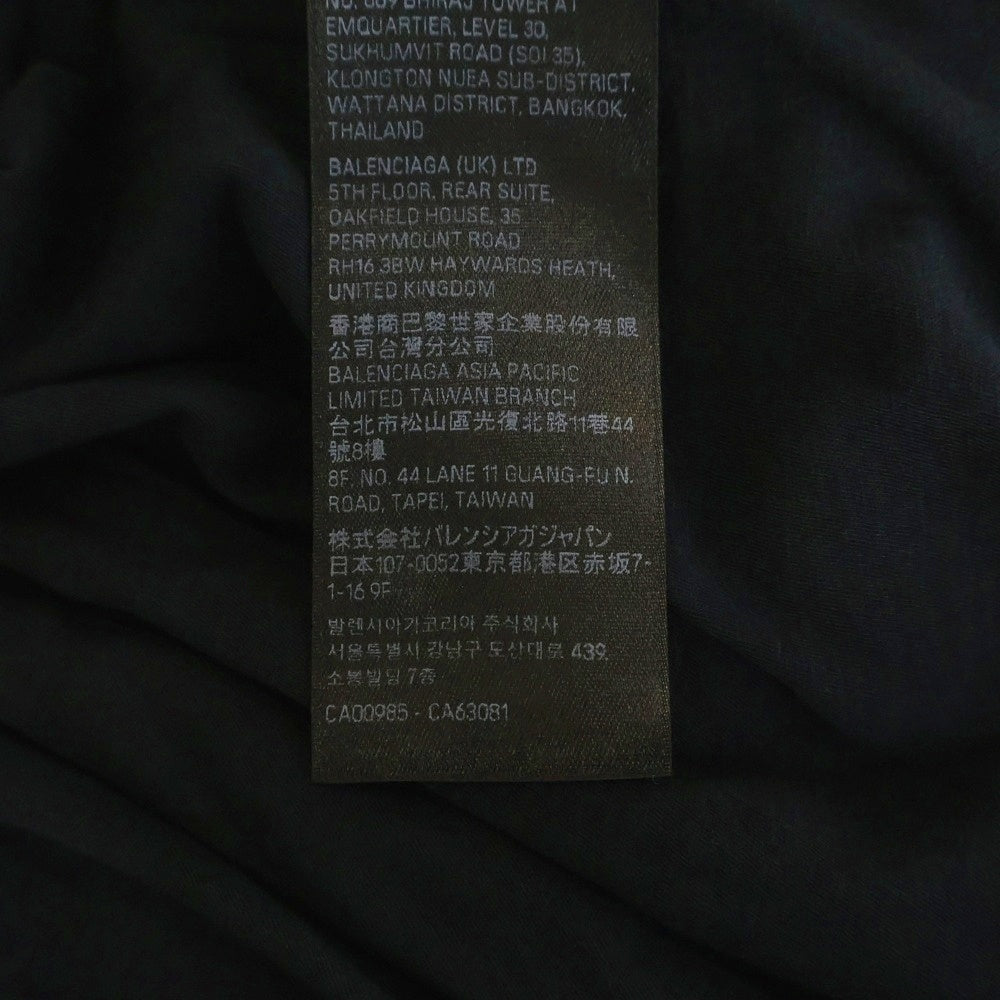 NO. 689 BHIRAJ TOWER AT
EMQUARTIER, LEVEL 30,
SUKHUMVIT ROAD (SOI 35),
KLONGTON NUEA SUB-DISTRICT,
WATTANA DISTRICT, BANGKOK,
THAILAND
BALENCIAGA (UK) LTD
5TH FLOOR, REAR SUITE,
OAKFIELD HOUSE, 35
PERRYMOUNT ROAD
RH16 3BW HAYWARDS HEATH,
UNITED KINGDOM
香港商巴黎世家企業股份有限
公司台灣分公司
BALENCIAGA ASIA PACIFIC
LIMITED TAIWAN BRANCH
台北市松山區光復北路11巷44
號8樓
8F, NO. 44 LANE 11 GUANG-FU N.
ROAD, TAPEI, TAIWAN
株式会社バレンシアガジャパン
日本107-0052東京都港区赤坂7-
1-16 9F
발렌시아가코리아 주식회사
서울특별시 강남구 도산대로 439,
소봉빌딩 7층
CA00985 - CA63081